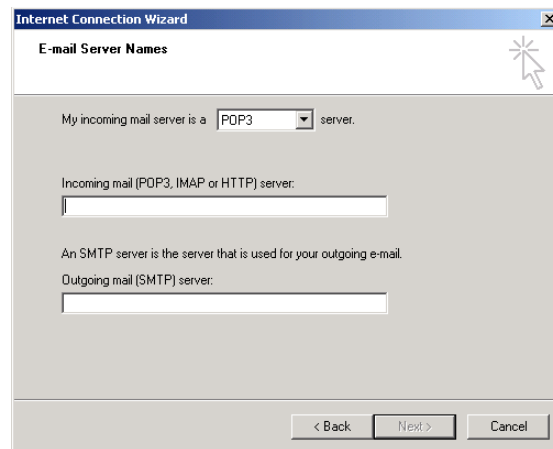 Internet Connection Wizard
E-mail Server Names
My incoming mail server is a POP3 server.
Incoming mail (POP3, IMAP or HTTP) server:
An SMTP server is the server that is used for your outgoing e-mail.
Outgoing mail (SMTP) server:
< Back Next > Cancel